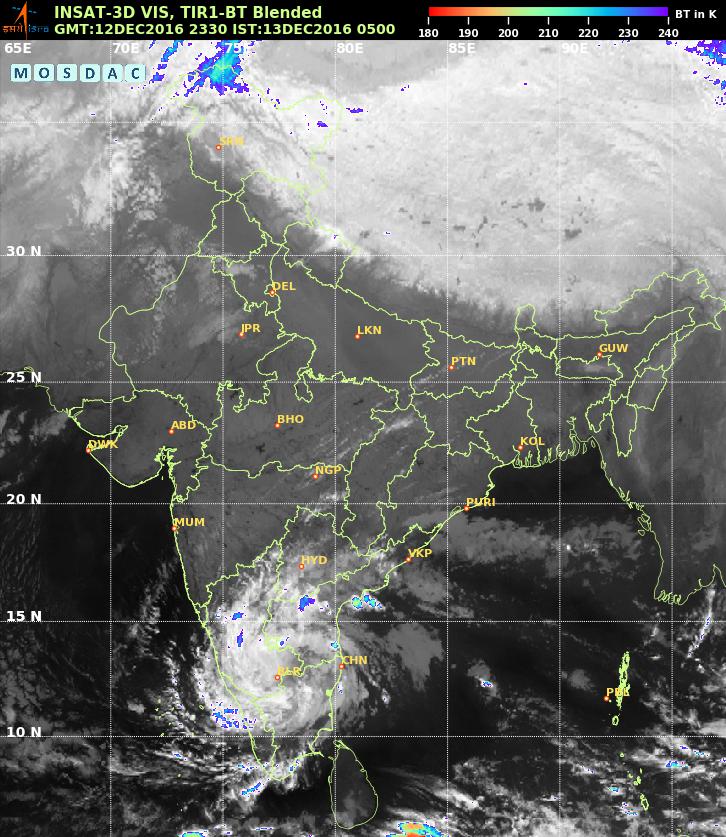 INSAT-3D VIS, TIR1-BT Blended
GMT:12DEC2016 2330 IST:13DEC2016 0500
BT in K
180 190 200 210 220 230 240
65E 70E 75E 80E 85E 90E
MOSDAC
SRN
30 N
DEL
JPR
LKN
PTN
GUW
25 N
ABD
BHO
DWK
KOL
NGP
20 N
PURI
MUM
VKP
HYD
15 N
CHN
BLR
PBL
10 N